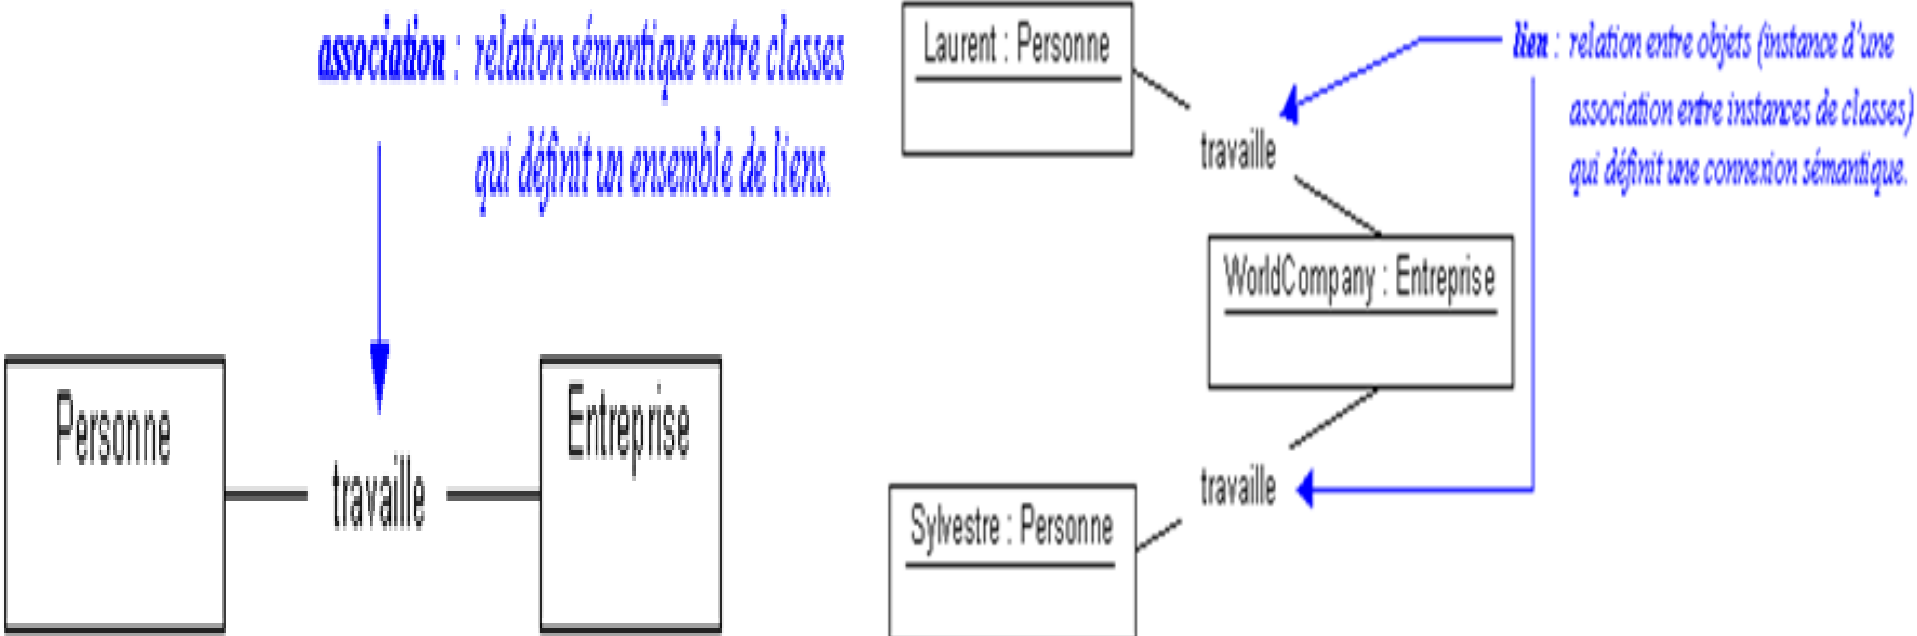 association : relation sémantique entre classes
qui définit un ensemble de liens.
Personne
travaille
Entreprise
Laurent : Personne
travaille
WorldCompany : Entreprise
travaille
Sylvestre : Personne
lien : relation entre objets (instance d'une
association entre instances de classes)
qui définit une connexion sémantique.